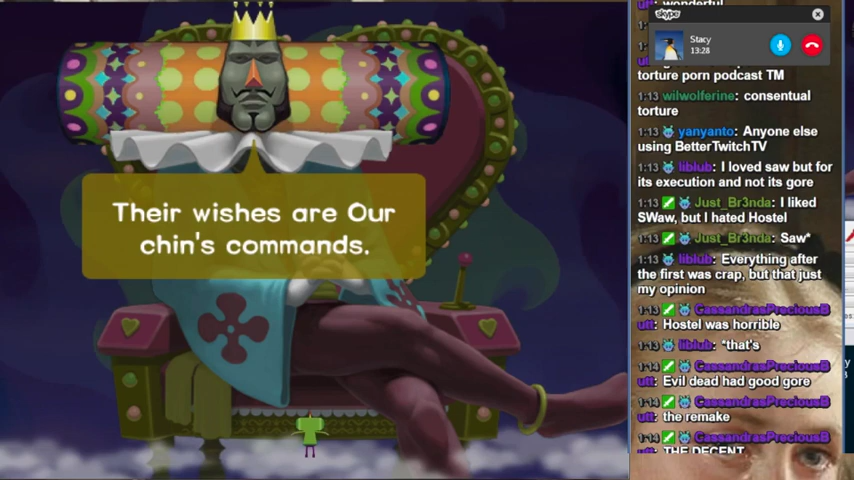 wonderful
skype
Stacy
13:28
torture porn podcast TM
1:13 wilwolferine: consentual
torture
1:13 yanyanto: Anyone else
using BetterTwitchTV
1:13 liblub: I loved saw but for
its execution and not its gore
1:13 Just_Br3nda: I liked
SWaw, but I hated Hostel
1:13 Just_Br3nda: Saw*
1:13 liblub: Everything after
the first was crap, but that just
my opinion
1:13 CassandrasPreciousB
utt: Hostel was horrible
1:13 liblub: *that's
1:14 CassandrasPreciousB
utt: Evil dead had good gore
1:14 CassandrasPreciousB
utt: the remake
1:14 CassandrasPreciousB
utt: THE DECENT
Their wishes are Our
chin's commands.